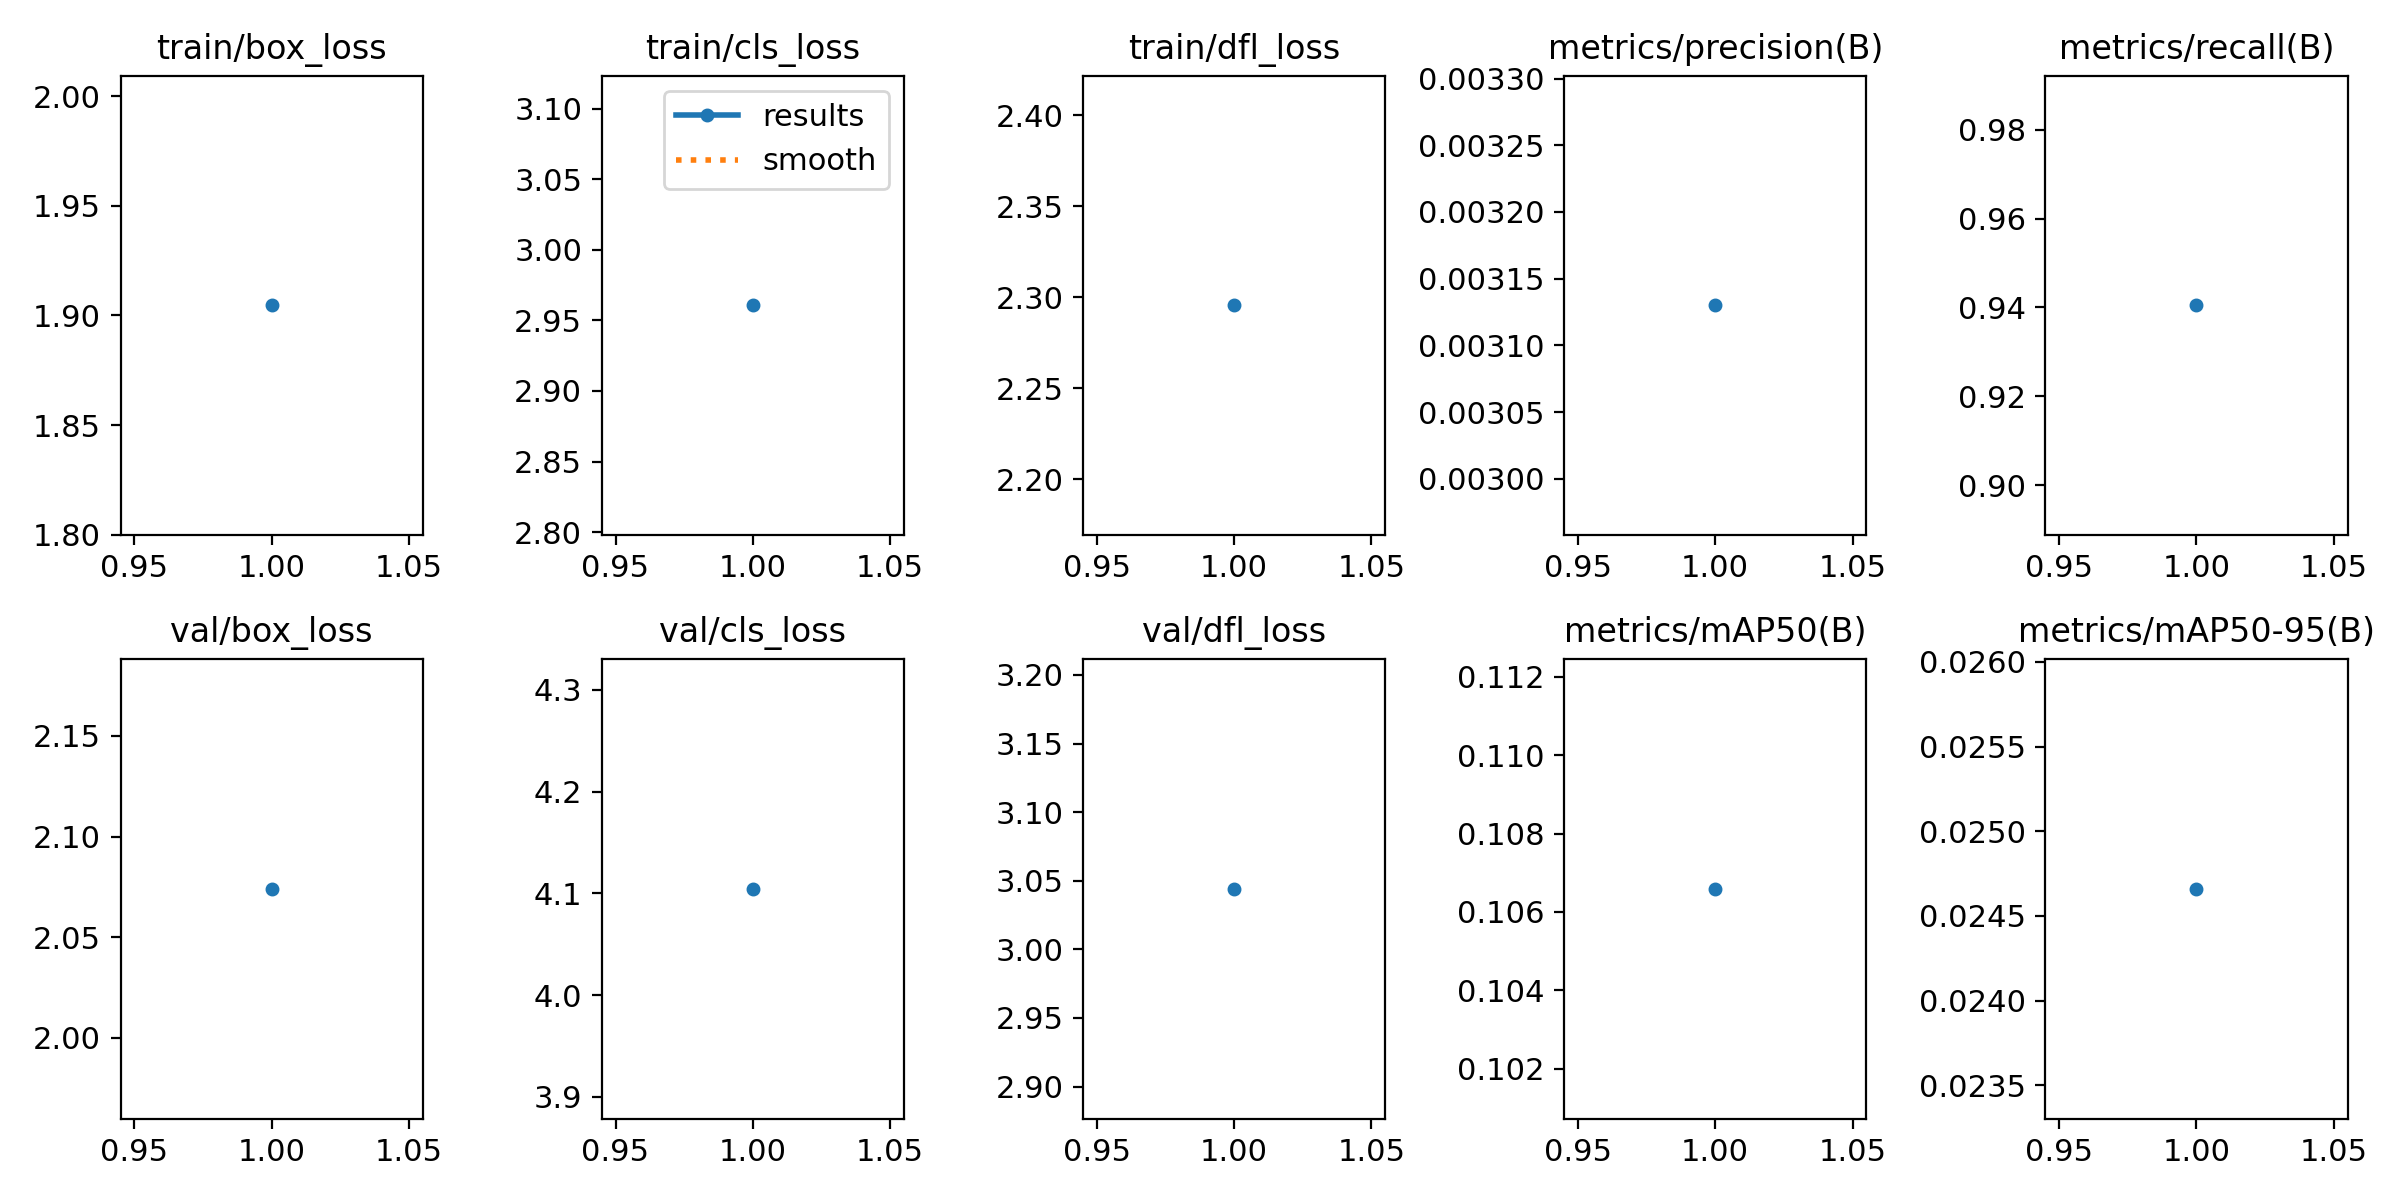 train/box_loss
2.00
1.95
1.90
1.85
1.80
0.95 1.00 1.05
train/cls_loss
results
smooth
3.10
3.05
3.00
2.95
2.90
2.85
2.80
0.95 1.00 1.05
train/dfl_loss
2.40
2.35
2.30
2.25
2.20
0.95 1.00 1.05
metrics/precision(B)
0.00330
0.00325
0.00320
0.00315
0.00310
0.00305
0.00300
0.95 1.00 1.05
metrics/recall(B)
0.98
0.96
0.94
0.92
0.90
0.95 1.00 1.05
val/box_loss
2.15
2.10
2.05
2.00
0.95 1.00 1.05
val/cls_loss
4.3
4.2
4.1
4.0
3.9
0.95 1.00 1.05
val/dfl_loss
3.20
3.15
3.10
3.05
3.00
2.95
2.90
0.95 1.00 1.05
metrics/mAP50(B)
0.112
0.110
0.108
0.106
0.104
0.102
0.95 1.00 1.05
metrics/mAP50-95(B)
0.0260
0.0255
0.0250
0.0245
0.0240
0.0235
0.95 1.00 1.05